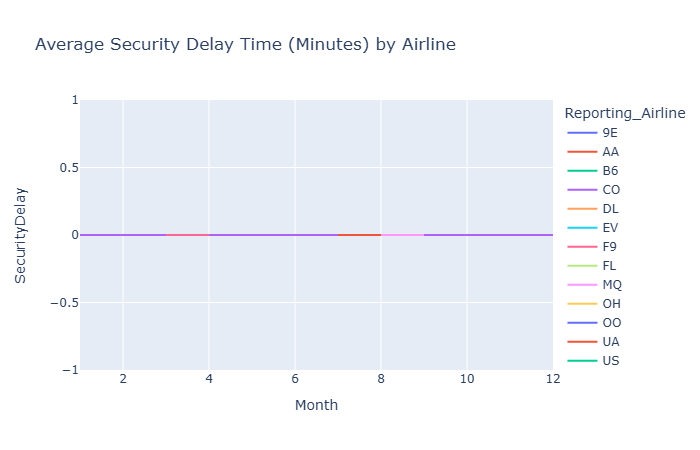 Average Security Delay Time (Minutes) by Airline
SecurityDelay
1
0.5
0
−0.5
−1
2 4 6 8 10 12
Month
Reporting_Airline
9E
AA
B6
CO
DL
EV
F9
FL
MQ
OH
OO
UA
US